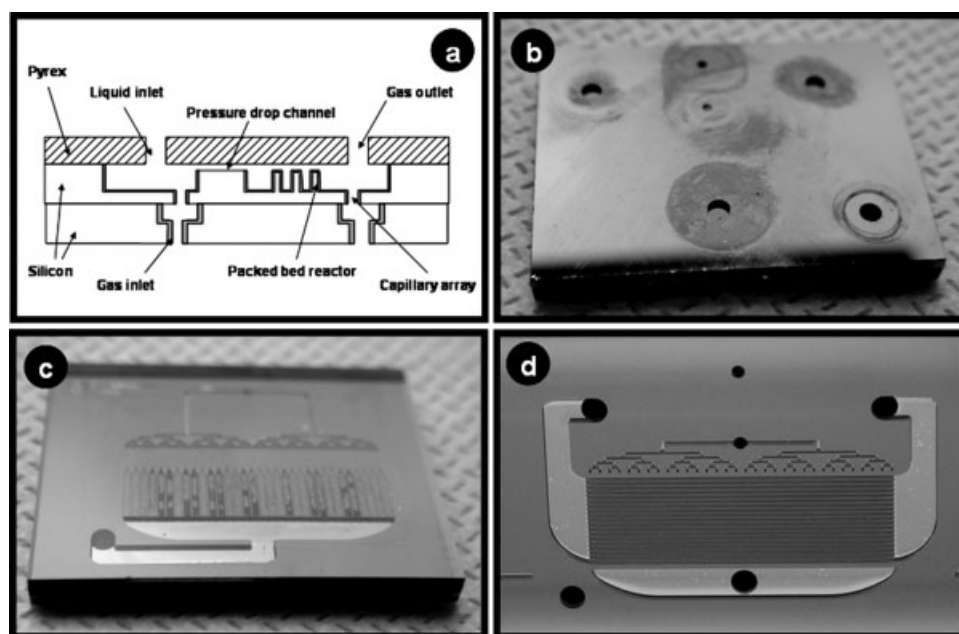 a
Pyrex
Liquid inlet
Gas outlet
Pressure drop channel
Silicon
Gas inlet
Packed bed reactor
Capillary array
b
c
d